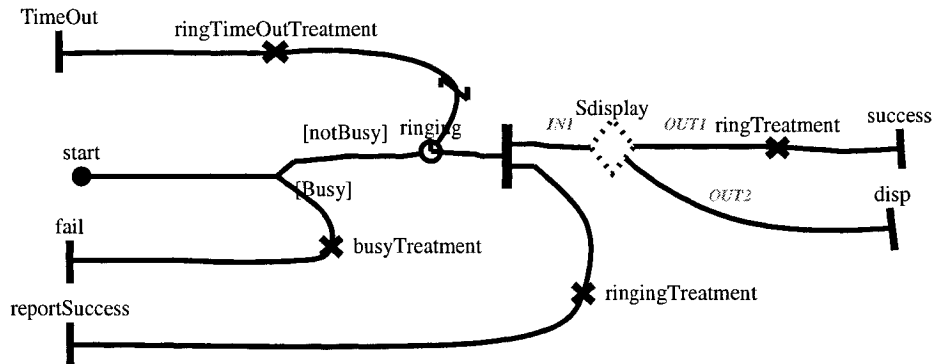 TimeOut
ringTimeOutTreatment
Sdisplay
[notBusy]
ringing
IN1
OUT1
ringTreatment
success
start
[Busy]
OUT2
disp
fail
busyTreatment
reportSuccess
ringingTreatment